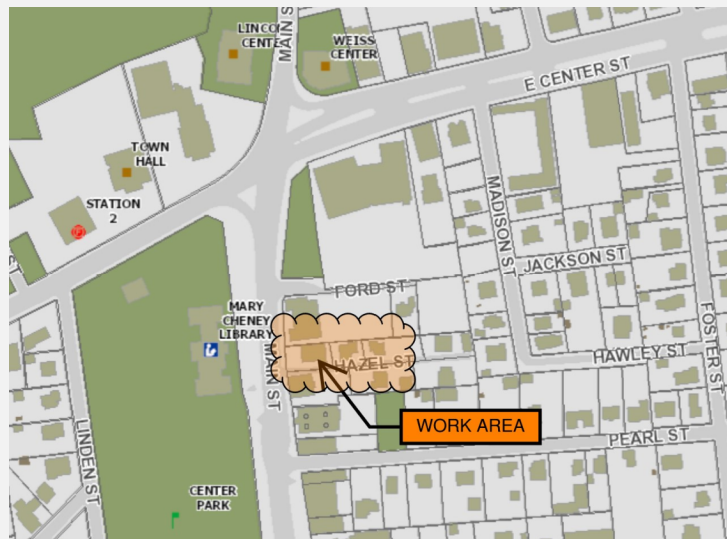 LINCO
CENTE
MAIN S
WEISS
CENTER
E CENTER ST
TOWN
HALL
STATION
2
MADISON ST
JACKSON ST
FORD ST
MARY
CHENEY
LIBRARY
MAIN ST
HAZEL ST
HAWLEY ST
FOSTER ST
WORK AREA
PEARL ST
LINDEN ST
CENTER
PARK
ST